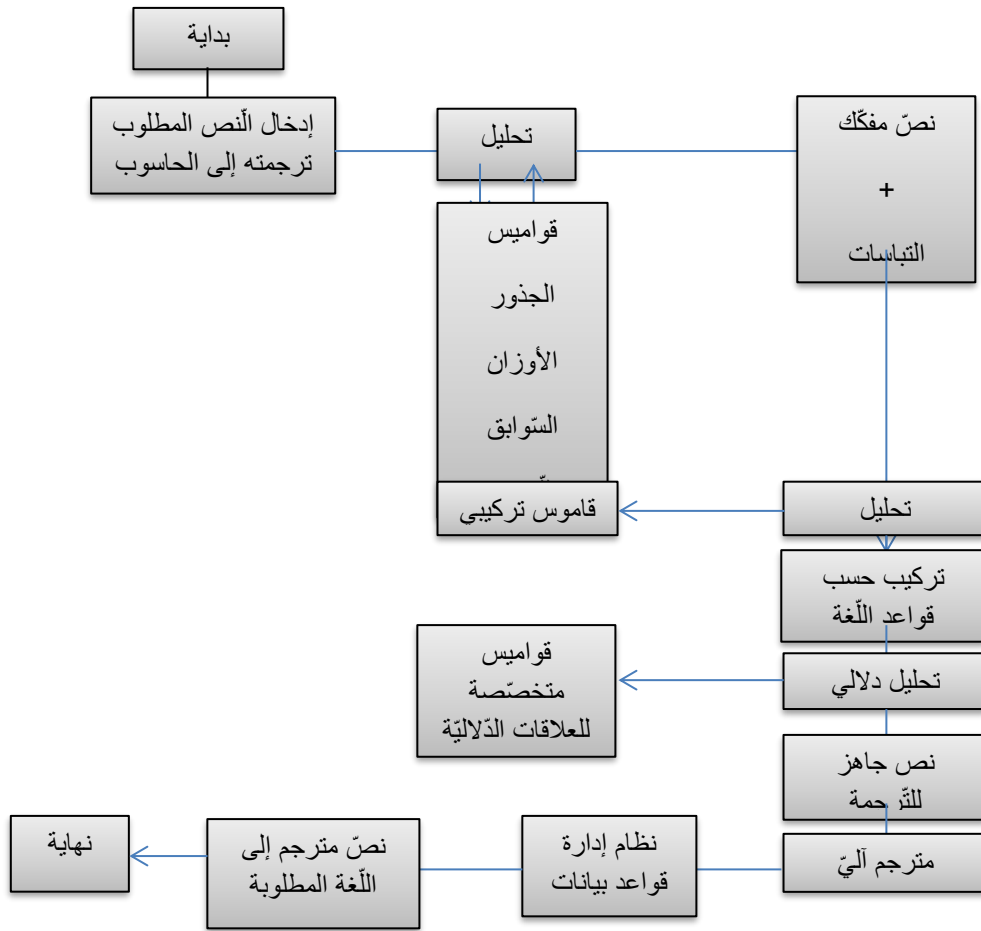 بداية
إدخال الّنص المطلوب
ترجمته إلى الحاسوب
تحليل
نصّ مفكّك
+
التباسات
قواميس
الجذور
الأوزان
السّوابق
قاموس تركيبي
تحليل
تركيب حسب
قواعد اللّغة
قواميس
متخصّصة
للعلاقات الدّلاليّة
تحليل دلالي
نص جاهز
للتّرجمة
مترجم آليّ
نظام إدارة
قواعد بيانات
نصّ مترجم إلى
اللّغة المطلوبة
نهاية